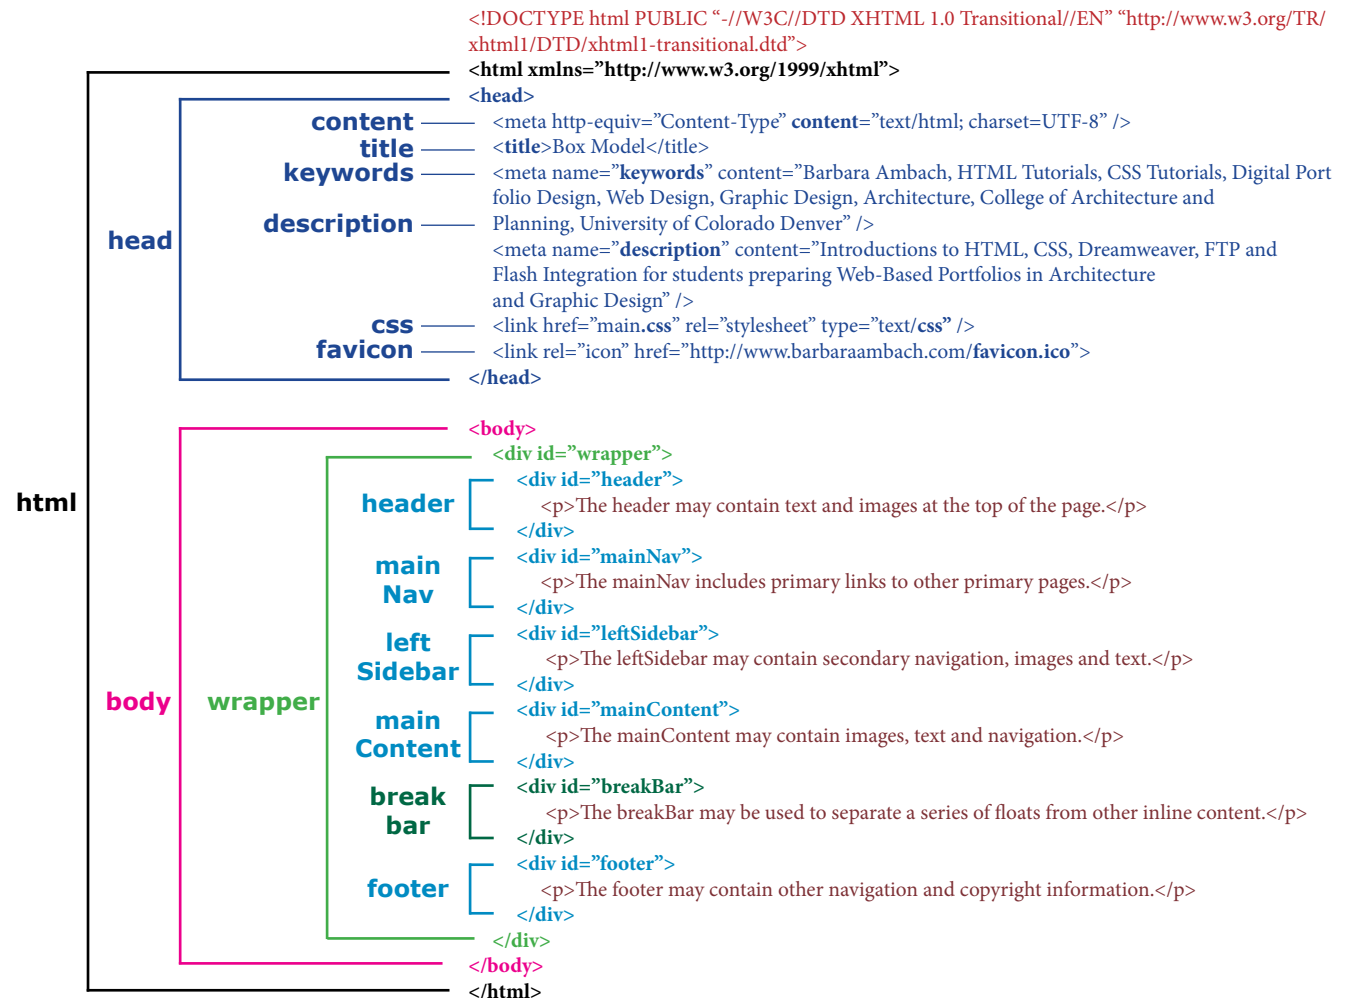 <!DOCTYPE html PUBLIC “-//W3C//DTD XHTML 1.0 Transitional//EN” “http://www.w3.org/TR/
xhtml1/DTD/xhtml1-transitional.dtd”>
<html xmlns=”http://www.w3.org/1999/xhtml”>
<head>
content <meta http-equiv=”Content-Type” content=”text/html; charset=UTF-8” />
title <title>Box Model</title>
keywords <meta name=”keywords” content=”Barbara Ambach, HTML Tutorials, CSS Tutorials, Digital Port
folio Design, Web Design, Graphic Design, Architecture, College of Architecture and
description Planning, University of Colorado Denver” />
head
<meta name=”description” content=”Introductions to HTML, CSS, Dreamweaver, FTP and
Flash Integration for students preparing Web-Based Portfolios in Architecture
and Graphic Design” />
css <link href=”main.css” rel=”stylesheet” type=”text/css” />
favicon <link rel=”icon” href=”http://www.barbaraambach.com/favicon.ico”>
</head>
<body>
<div id=”wrapper”>
<div id=”header”>
html
header <p>The header may contain text and images at the top of the page.</p>
</div>
<div id=”mainNav”>
main
Nav
<p>The mainNav includes primary links to other primary pages.</p>
</div>
<div id=”leftSidebar”>
left
Sidebar
<p>The leftSidebar may contain secondary navigation, images and text.</p>
</div>
body
wrapper
<div id=”mainContent”>
main
Content
<p>The mainContent may contain images, text and navigation.</p>
</div>
<div id=”breakBar”>
break
bar
<p>The breakBar may be used to separate a series of floats from other inline content.</p>
</div>
<div id=”footer”>
footer <p>The footer may contain other navigation and copyright information.</p>
</div>
</div>
</body>
</html>